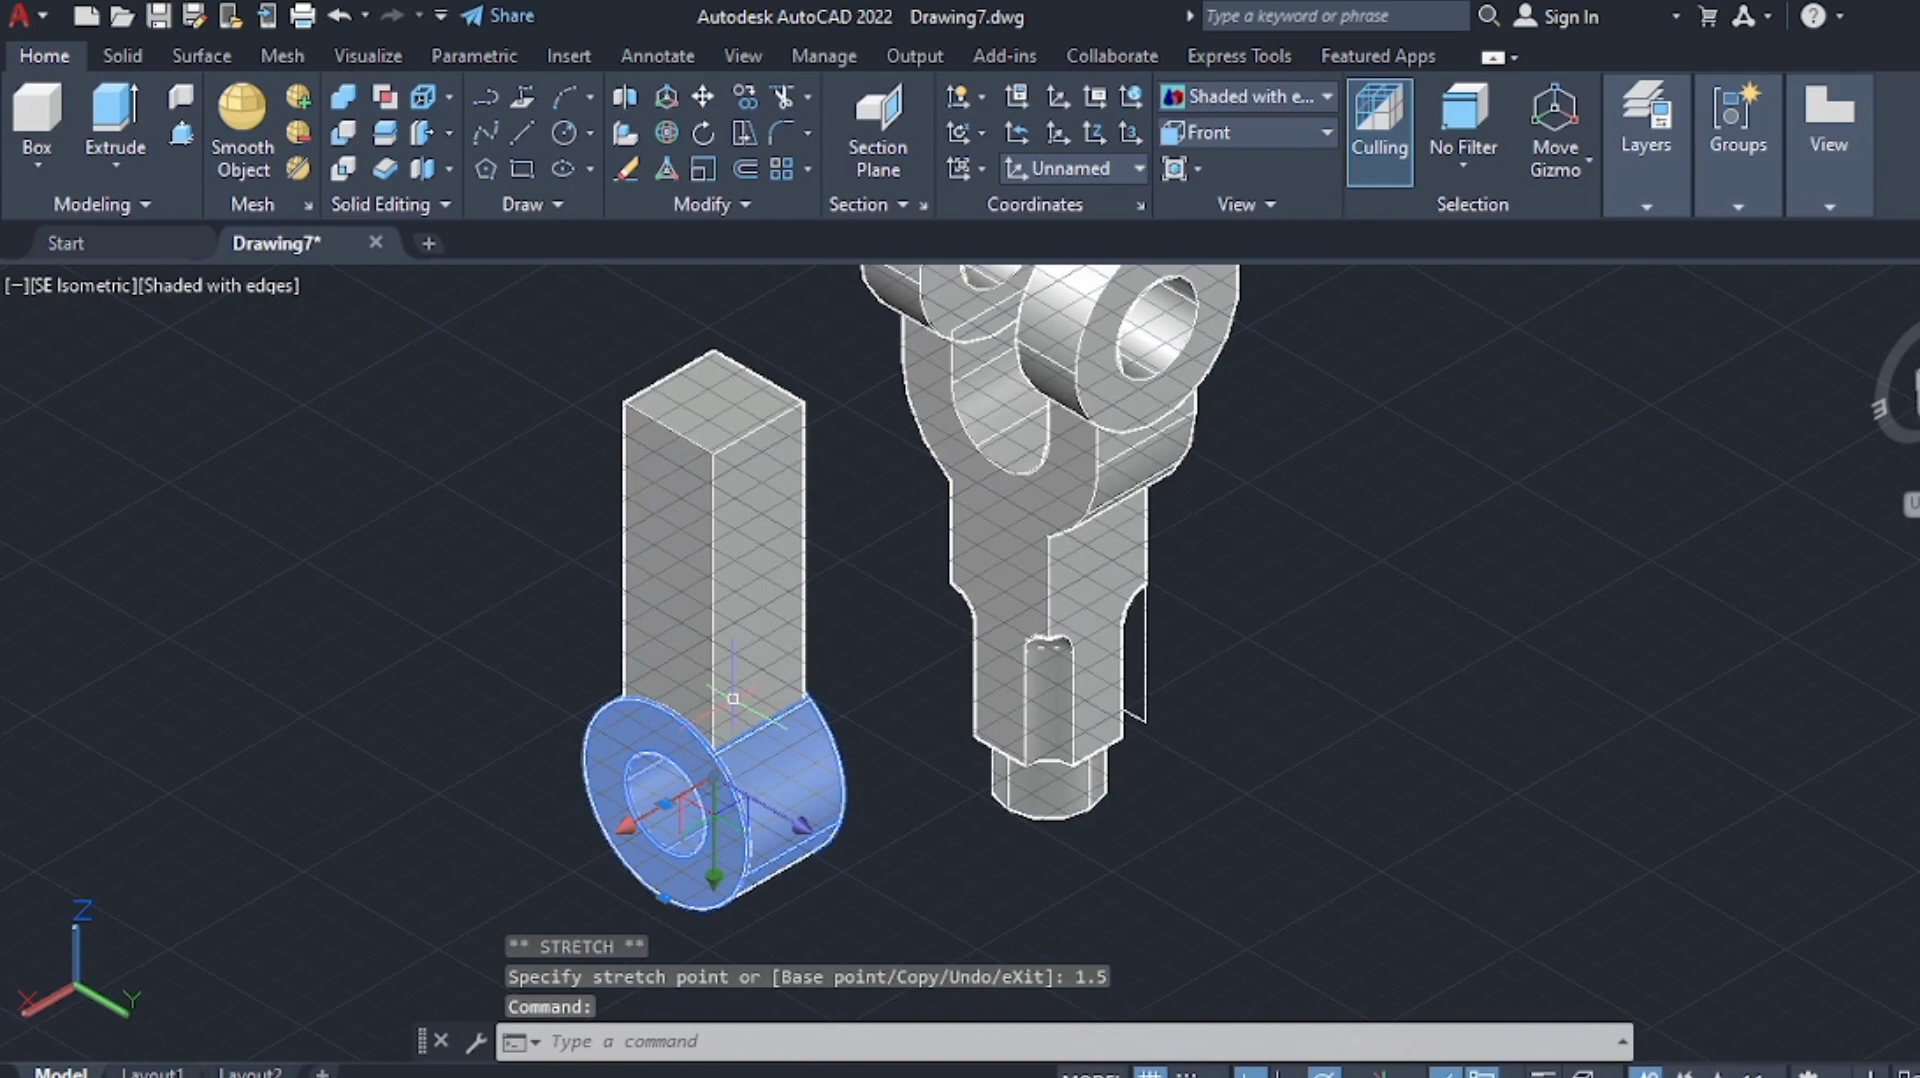 Share
Autodesk AutoCAD 2022 Drawing7.dwg
Type a keyword or phrase
Sign In
Home Solid Surface Mesh Visualize Parametric Insert Annotate View Manage Output Add-ins Collaborate Express Tools Featured Apps
Box
Extrude
Smooth
Object
Section
Plane
Shaded with e...
Front
Unnamed
Culling
No Filter
Move
Gizmo
Layers
Groups
View
Modeling
Mesh
Solid Editing
Draw
Modify
Section
Coordinates
View
Selection
Start
Drawing7*
[−][SE Isometric][Shaded with edges]
E
Z
X
Y
** STRETCH **
Specify stretch point or [Base point/Copy/Undo/eXit]: 1.5
Command:
Type a command
Model Layout1 Layout2 +
MODEL